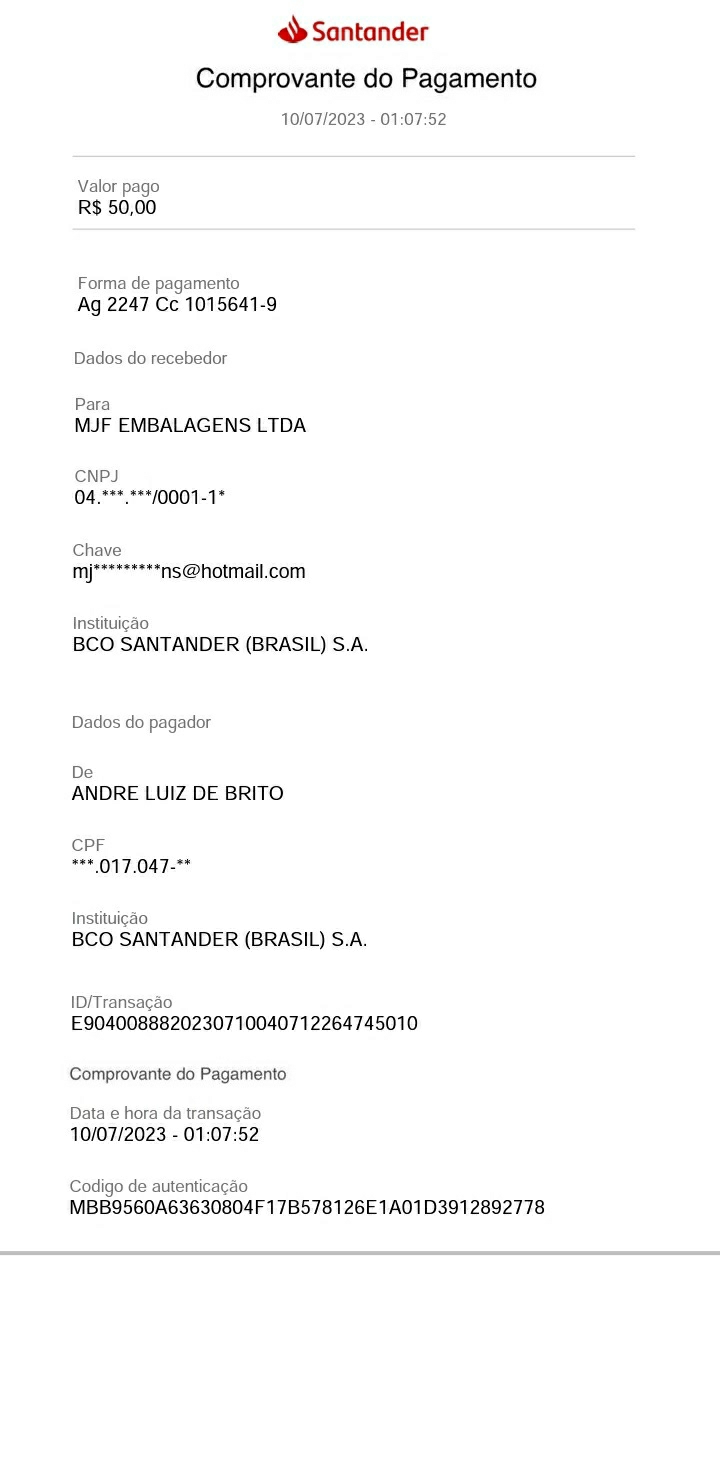 Santander
Comprovante do Pagamento
10/07/2023 - 01:07:52
Valor pago
R$ 50,00
Forma de pagamento
Ag 2247 Cc 1015641-9
Dados do recebedor
Para
MJF EMBALAGENS LTDA
CNPJ
04.***.***/0001-1*
Chave
mj*********ns@hotmail.com
Instituição
BCO SANTANDER (BRASIL) S.A.
Dados do pagador
De
ANDRE LUIZ DE BRITO
CPF
***.017.047-**
Instituição
BCO SANTANDER (BRASIL) S.A.
ID/Transação
E9040088820230710040712264745010
Comprovante do Pagamento
Data e hora da transação
10/07/2023 - 01:07:52
Codigo de autenticação
MBB9560A63630804F17B578126E1A01D3912892778